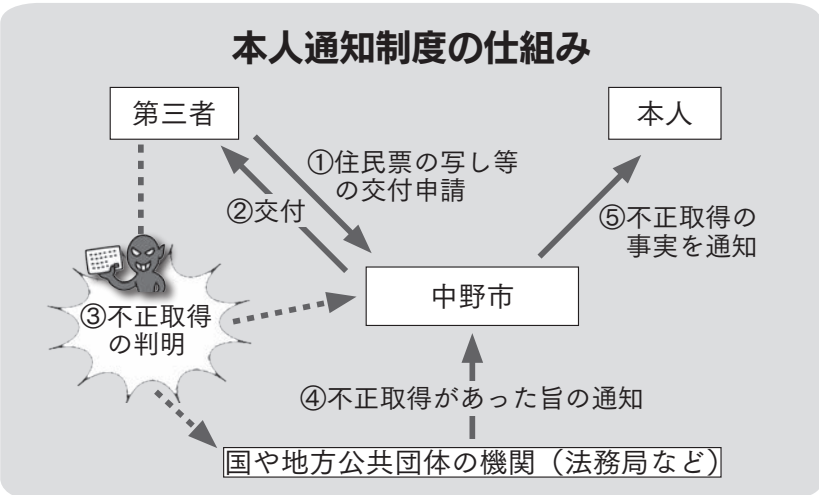 本人通知制度の仕組み
第三者
本人
①住民票の写し等
の交付申請
②交付
⑤不正取得の
事実を通知
中野市
③不正取得
の判明
④不正取得があった旨の通知
国や地方公共団体の機関（法務局など）